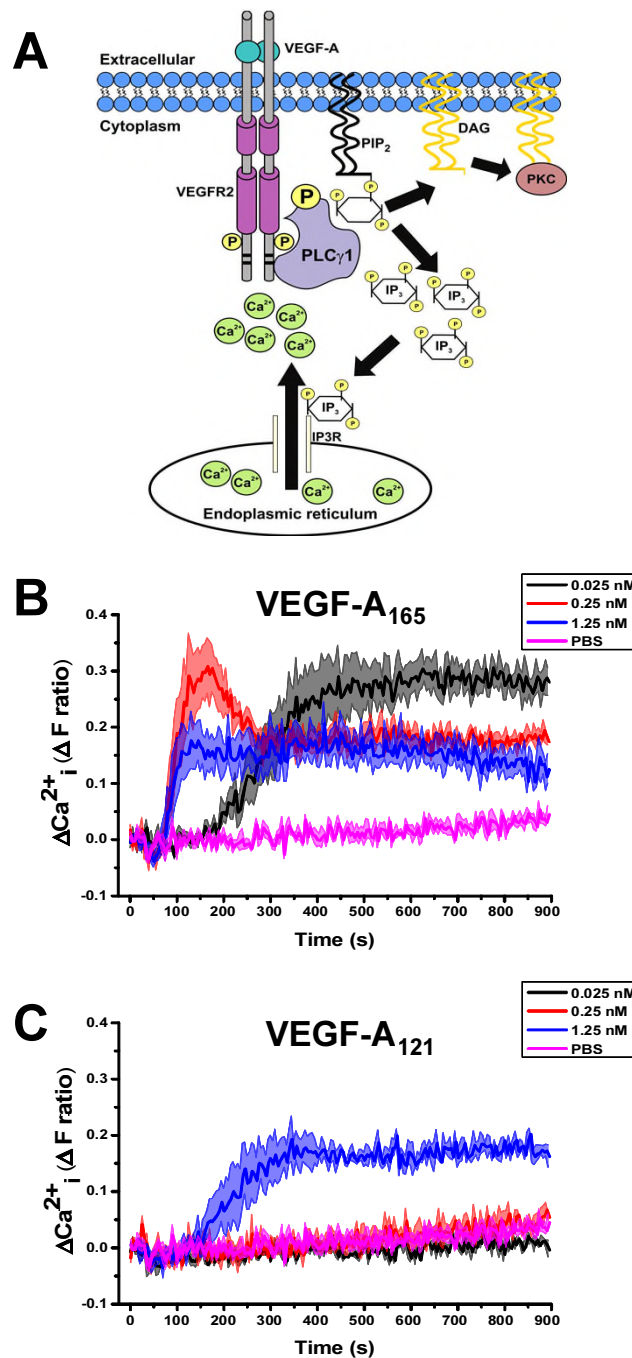 A
Extracellular
VEGF-A
Cytoplasm
PIP2
DAG
PKC
VEGFR2
P
P
P
PLCγ1
P
P
P
P
P
IP3
P
P
P
IP3
P
P
P
IP3
P
Ca2+
Ca2+
Ca2+
Ca2+
Ca2+
P
P
IP3
P
IP3R
Ca2+
Ca2+
Ca2+
Ca2+
Endoplasmic reticulum
B
VEGF-A165
0.025 nM
0.25 nM
1.25 nM
PBS
0.4
0.3
0.2
0.1
0.0
-0.1
ΔCa2+i (Δ F ratio)
0 100 200 300 400 500 600 700 800 900
Time (s)
C
VEGF-A121
0.025 nM
0.25 nM
1.25 nM
PBS
0.4
0.3
0.2
0.1
0.0
-0.1
ΔCa2+i (Δ F ratio)
0 100 200 300 400 500 600 700 800 900
Time (s)